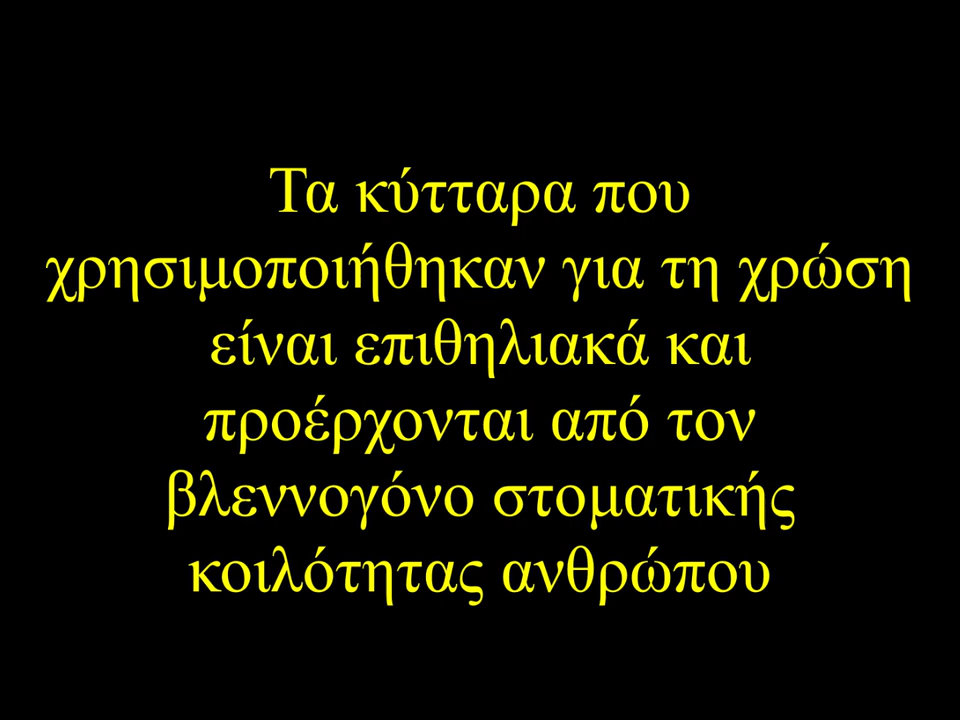 Τα κύτταρα που
χρησιμοποιήθηκαν για τη χρώση
είναι επιθηλιακά και
προέρχονται από τον
βλεννογόνο στοματικής
κοιλότητας ανθρώπου